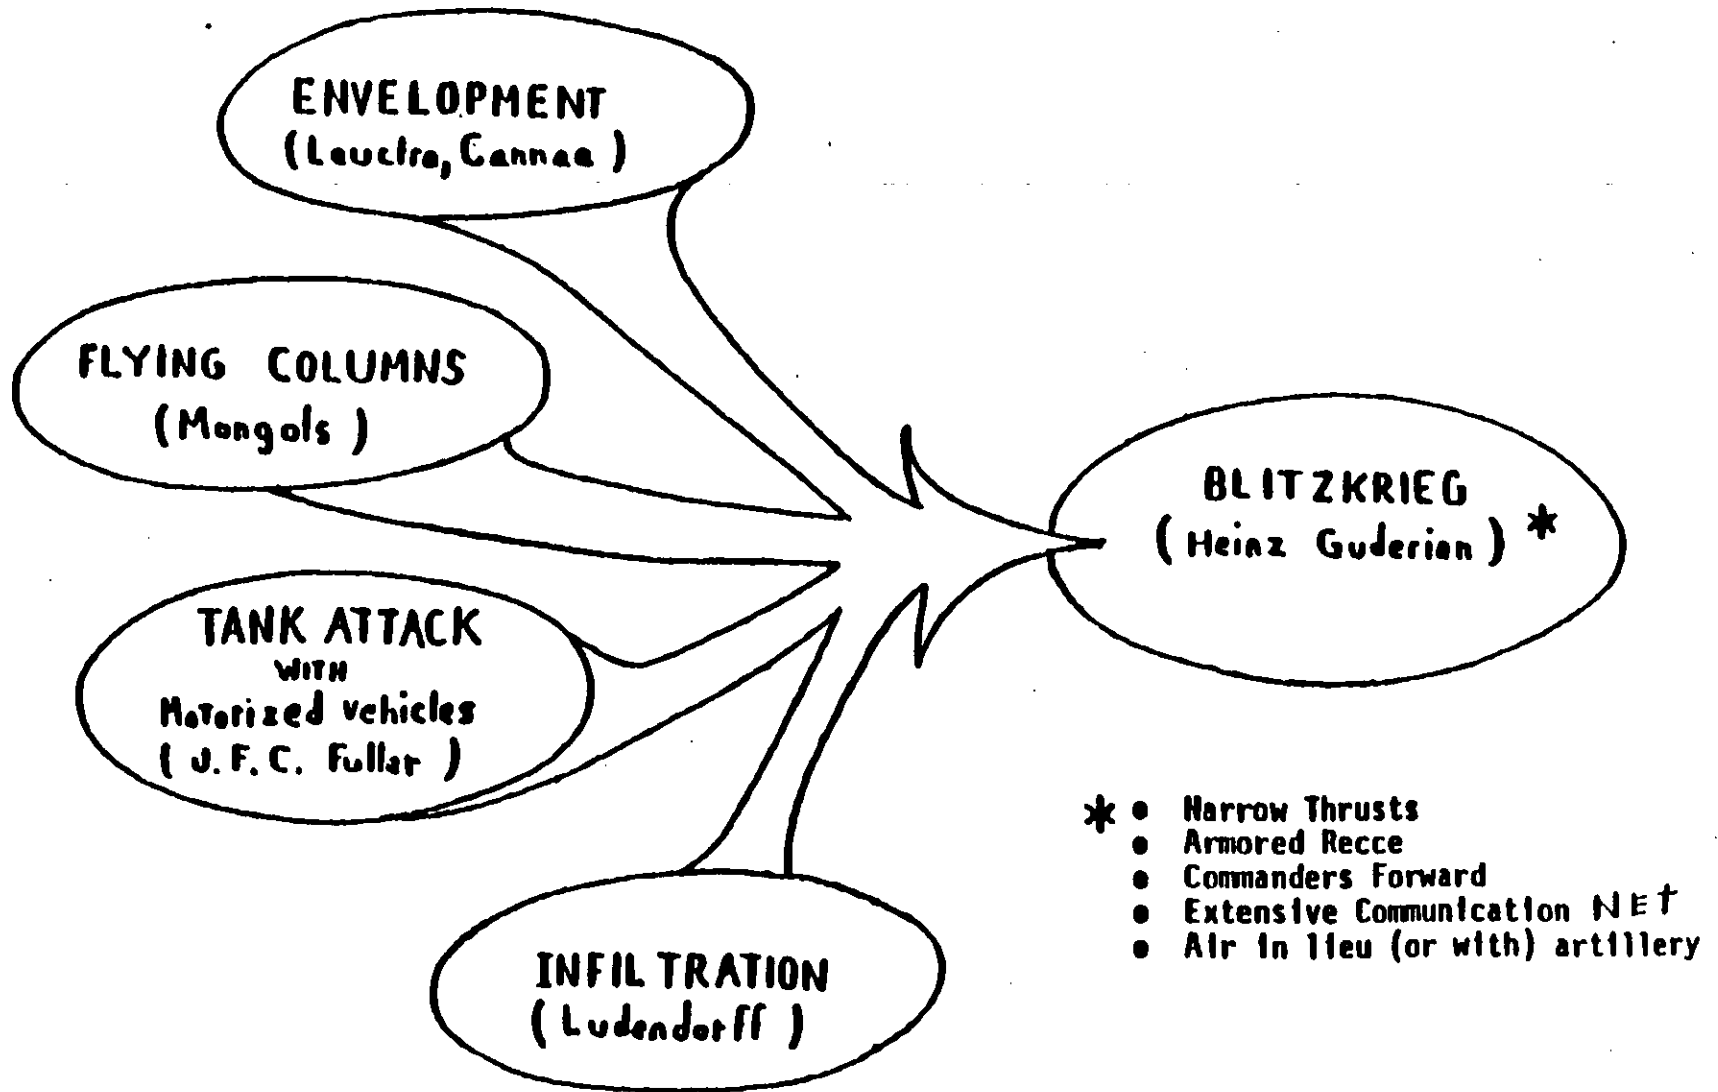 ENVELOPMENT
(Leuctra, Cannae)
FLYING COLUMNS
(Mongols)
TANK ATTACK
WITH
Motorized vehicles
(J.F.C. Fuller)
INFILTRATION
(Ludendorff)
BLITZKRIEG
(Heinz Guderian) *
* • Narrow Thrusts
• Armored Recce
• Commanders Forward
• Extensive Communication NET
• Air in lieu (or with) artillery